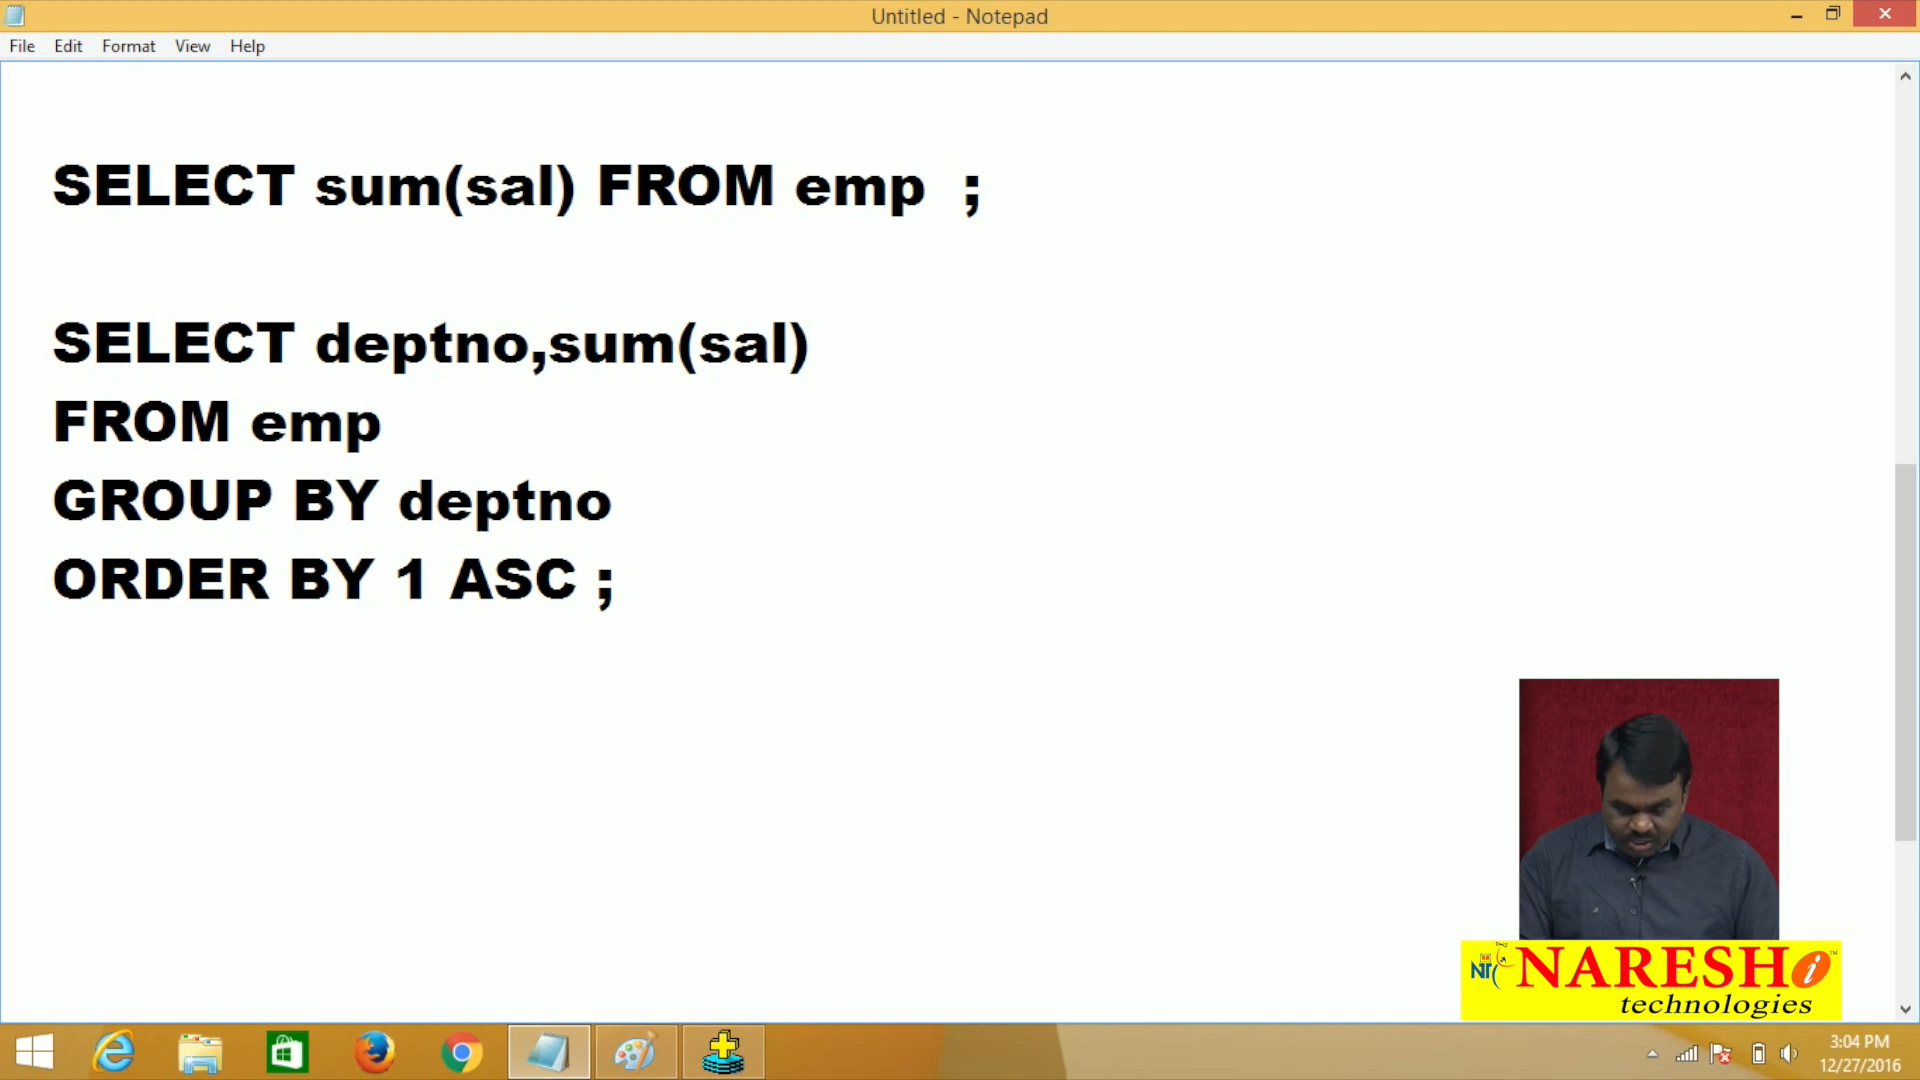 Untitled - Notepad
File Edit Format View Help
SELECT sum(sal) FROM emp  ;
SELECT deptno,sum(sal)
FROM emp
GROUP BY deptno
ORDER BY 1 ASC ;
NARESHi
technologies
3:04 PM
12/27/2016